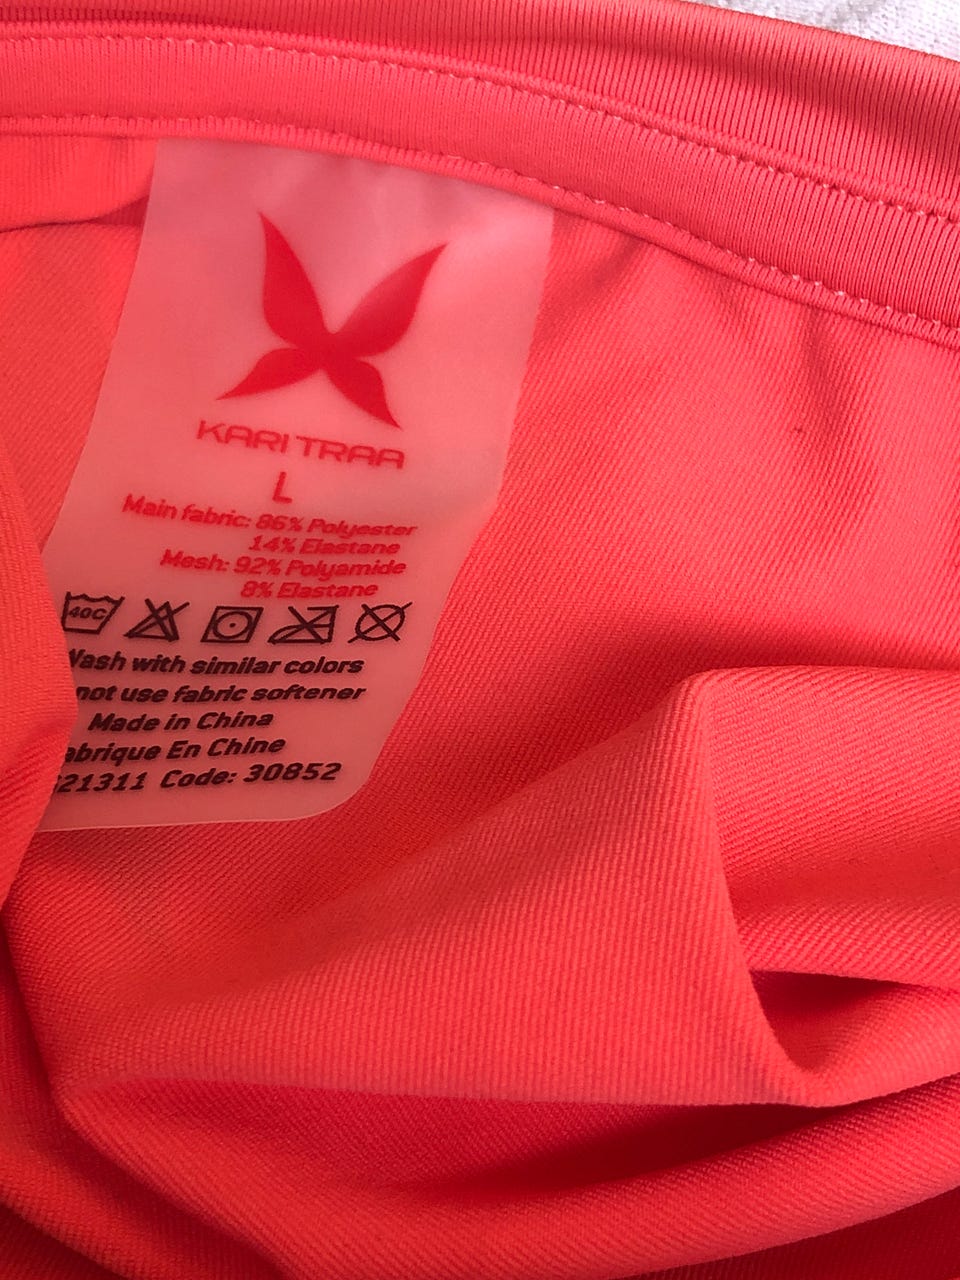 KARI TRAA
L
Main fabric: 86% Polyester
14% Elastane
Mesh: 92% Polyamide
8% Elastane
40C
Wash with similar colors
not use fabric softener
Made in China
abrique En Chine
21311 Code: 30852